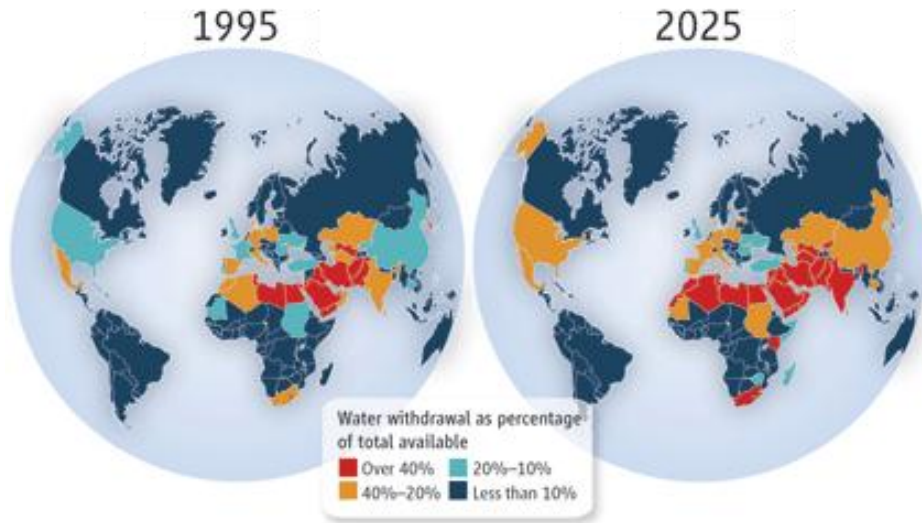 1995
2025
Water withdrawal as percentage
of total available
Over 40%
20%–10%
40%–20%
Less than 10%